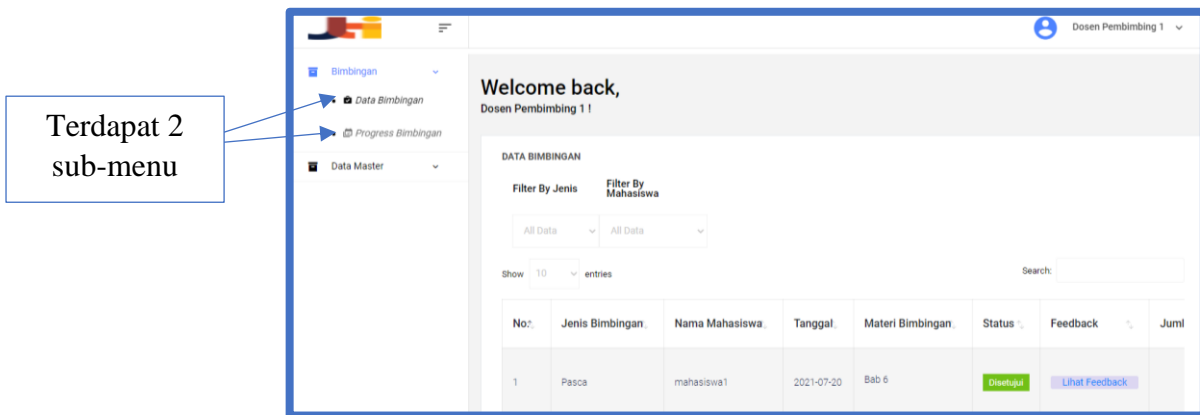 Dosen Pembimbing 1
Bimbingan
Data Bimbingan
Progress Bimbingan
Data Master
Terdapat 2
sub-menu
Welcome back,
Dosen Pembimbing 1 !
DATA BIMBINGAN
Filter By Jenis
Filter By
Mahasiswa
All Data
All Data
Show 10 entries
Search:
No. Jenis Bimbingan Nama Mahasiswa Tanggal Materi Bimbingan Status Feedback Juml
1 Pasca mahasiswa1 2021-07-20 Bab 6 Disetujui Lihat Feedback